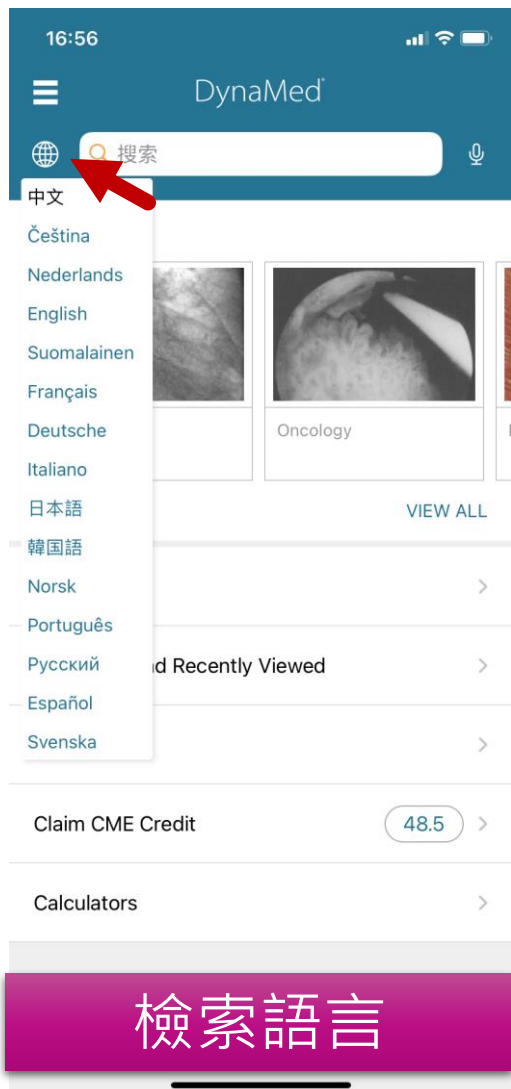 16:56
DynaMed
搜索
中文
Čeština
Nederlands
English
Suomalainen
Français
Deutsche
Italiano
日本語
韓国語
Norsk
Português
Русский
Español
Svenska
Oncology
VIEW ALL
d Recently Viewed
Claim CME Credit
48.5
Calculators
檢索語言